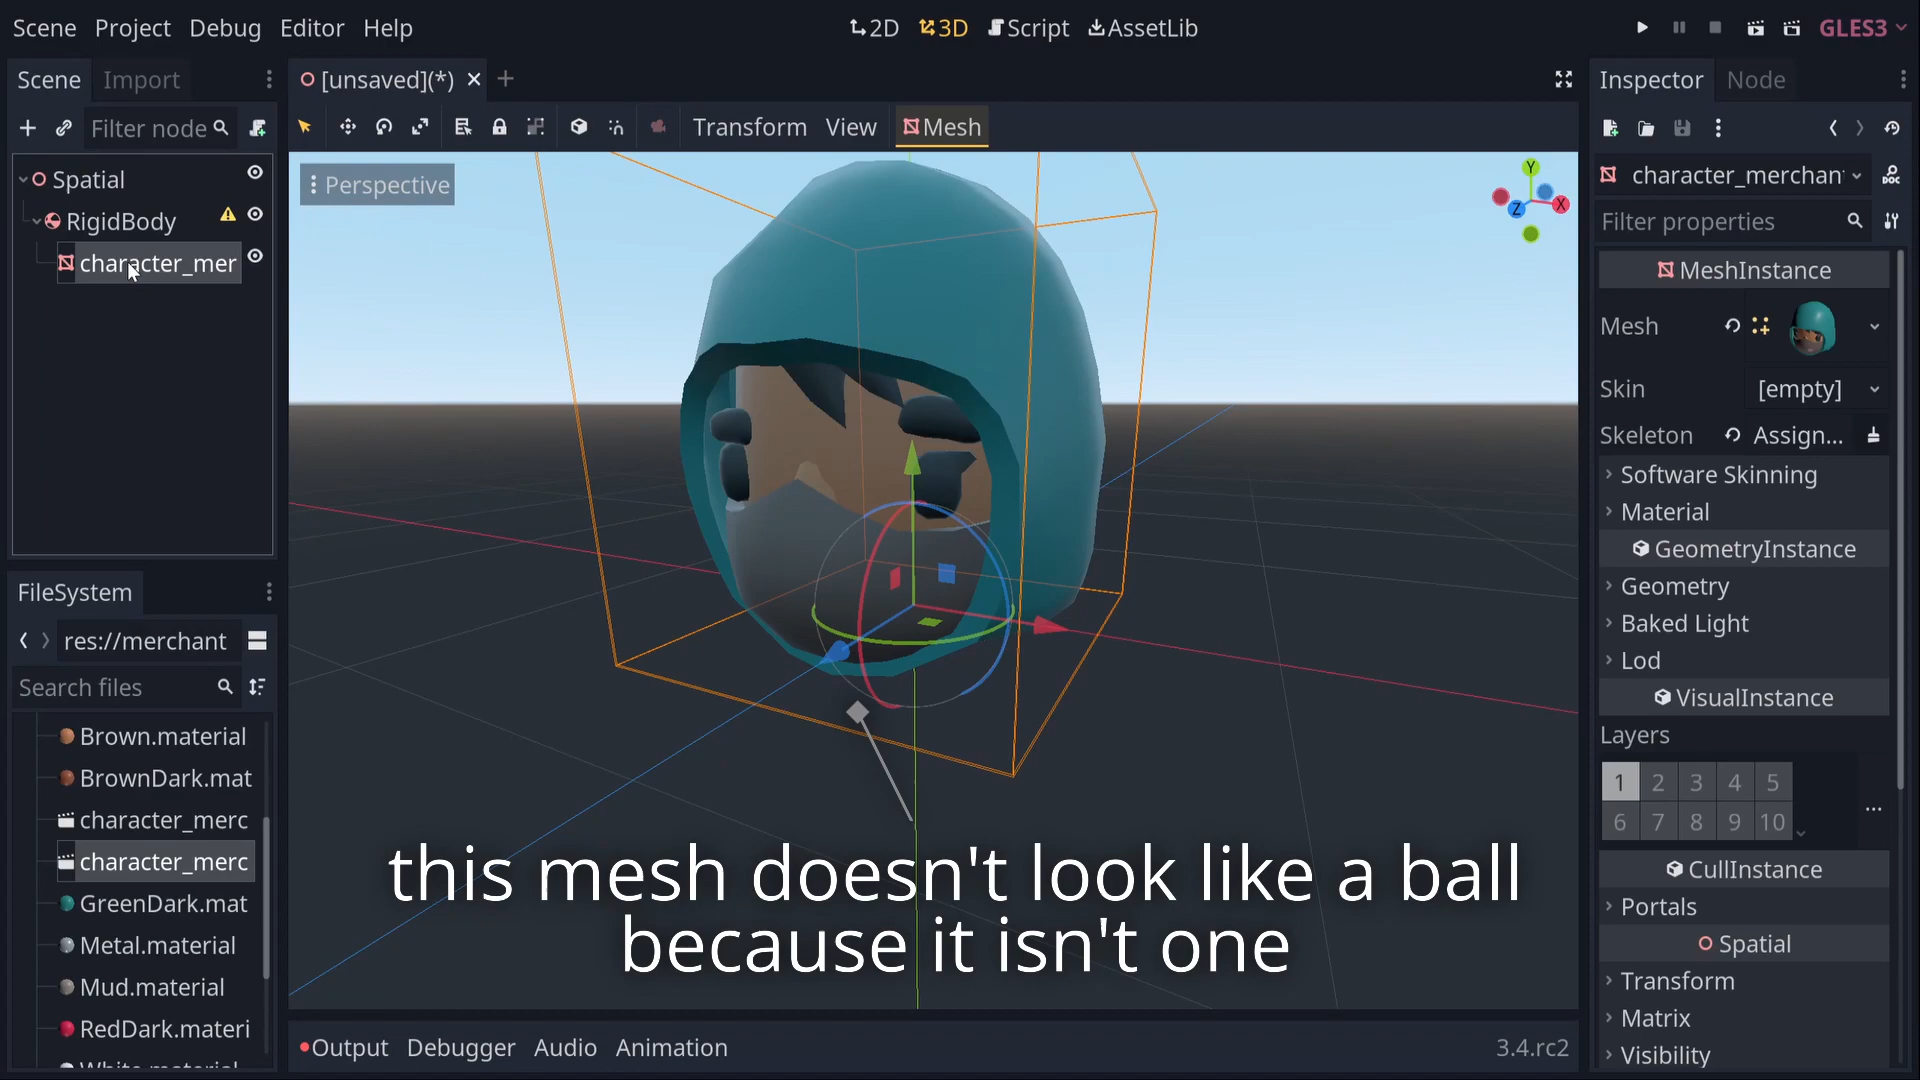 Scene Project Debug Editor Help
2D 3D Script AssetLib
GLES3
Scene Import
[unsaved](*)
Inspector Node
Filter node
Transform View Mesh
Spatial
RigidBody
character_mer
Perspective
Y
X
Z
character_merchan
Filter properties
MeshInstance
Mesh
Skin [empty]
Skeleton Assign...
Software Skinning
Material
GeometryInstance
Geometry
Baked Light
Lod
VisualInstance
Layers
1 2 3 4 5
6 7 8 9 10
CullInstance
Portals
Spatial
Transform
Matrix
Visibility
FileSystem
res://merchant
Search files
Brown.material
BrownDark.mat
character_merc
character_merc
GreenDark.mat
Metal.material
Mud.material
RedDark.materi
White.material
this mesh doesn't look like a ball
because it isn't one
Output Debugger Audio Animation
3.4.rc2